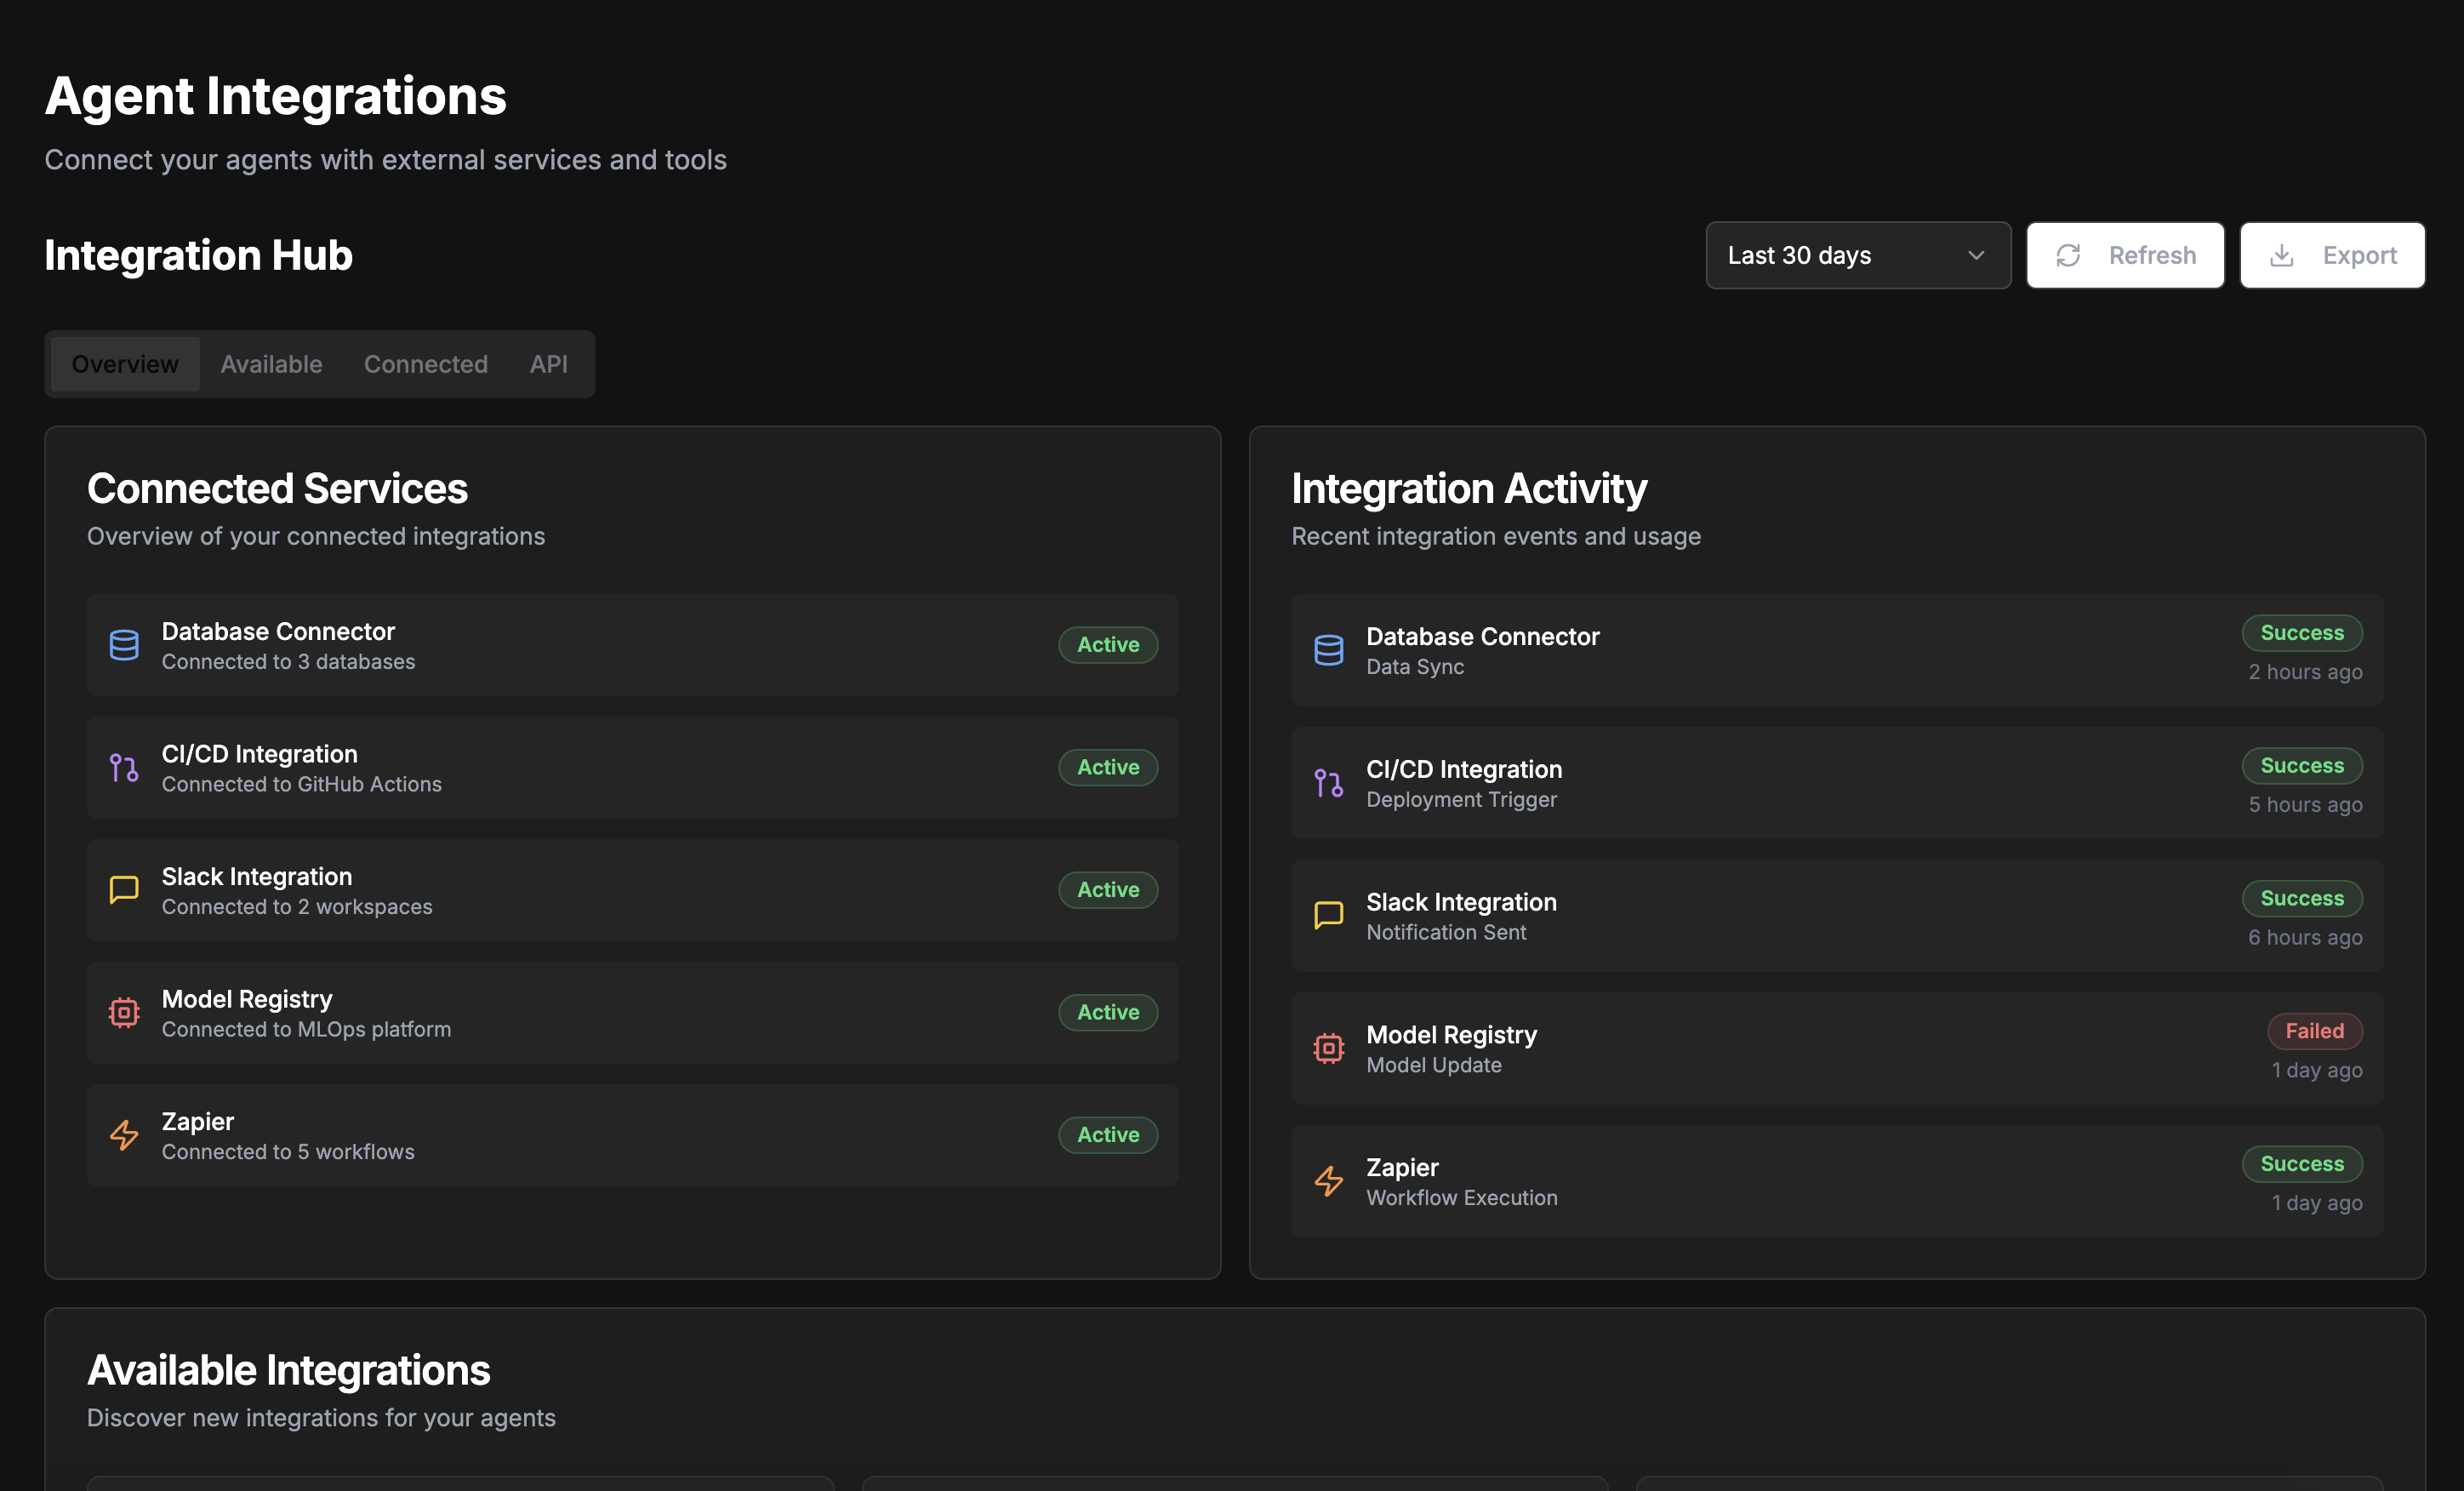 Agent Integrations
Connect your agents with external services and tools
Integration Hub
Last 30 days
Refresh
Export
Overview
Available
Connected
API
Connected Services
Overview of your connected integrations
Database Connector
Connected to 3 databases
Active
CI/CD Integration
Connected to GitHub Actions
Active
Slack Integration
Connected to 2 workspaces
Active
Model Registry
Connected to MLOps platform
Active
Zapier
Connected to 5 workflows
Active
Integration Activity
Recent integration events and usage
Database Connector
Data Sync
Success
2 hours ago
CI/CD Integration
Deployment Trigger
Success
5 hours ago
Slack Integration
Notification Sent
Success
6 hours ago
Model Registry
Model Update
Failed
1 day ago
Zapier
Workflow Execution
Success
1 day ago
Available Integrations
Discover new integrations for your agents